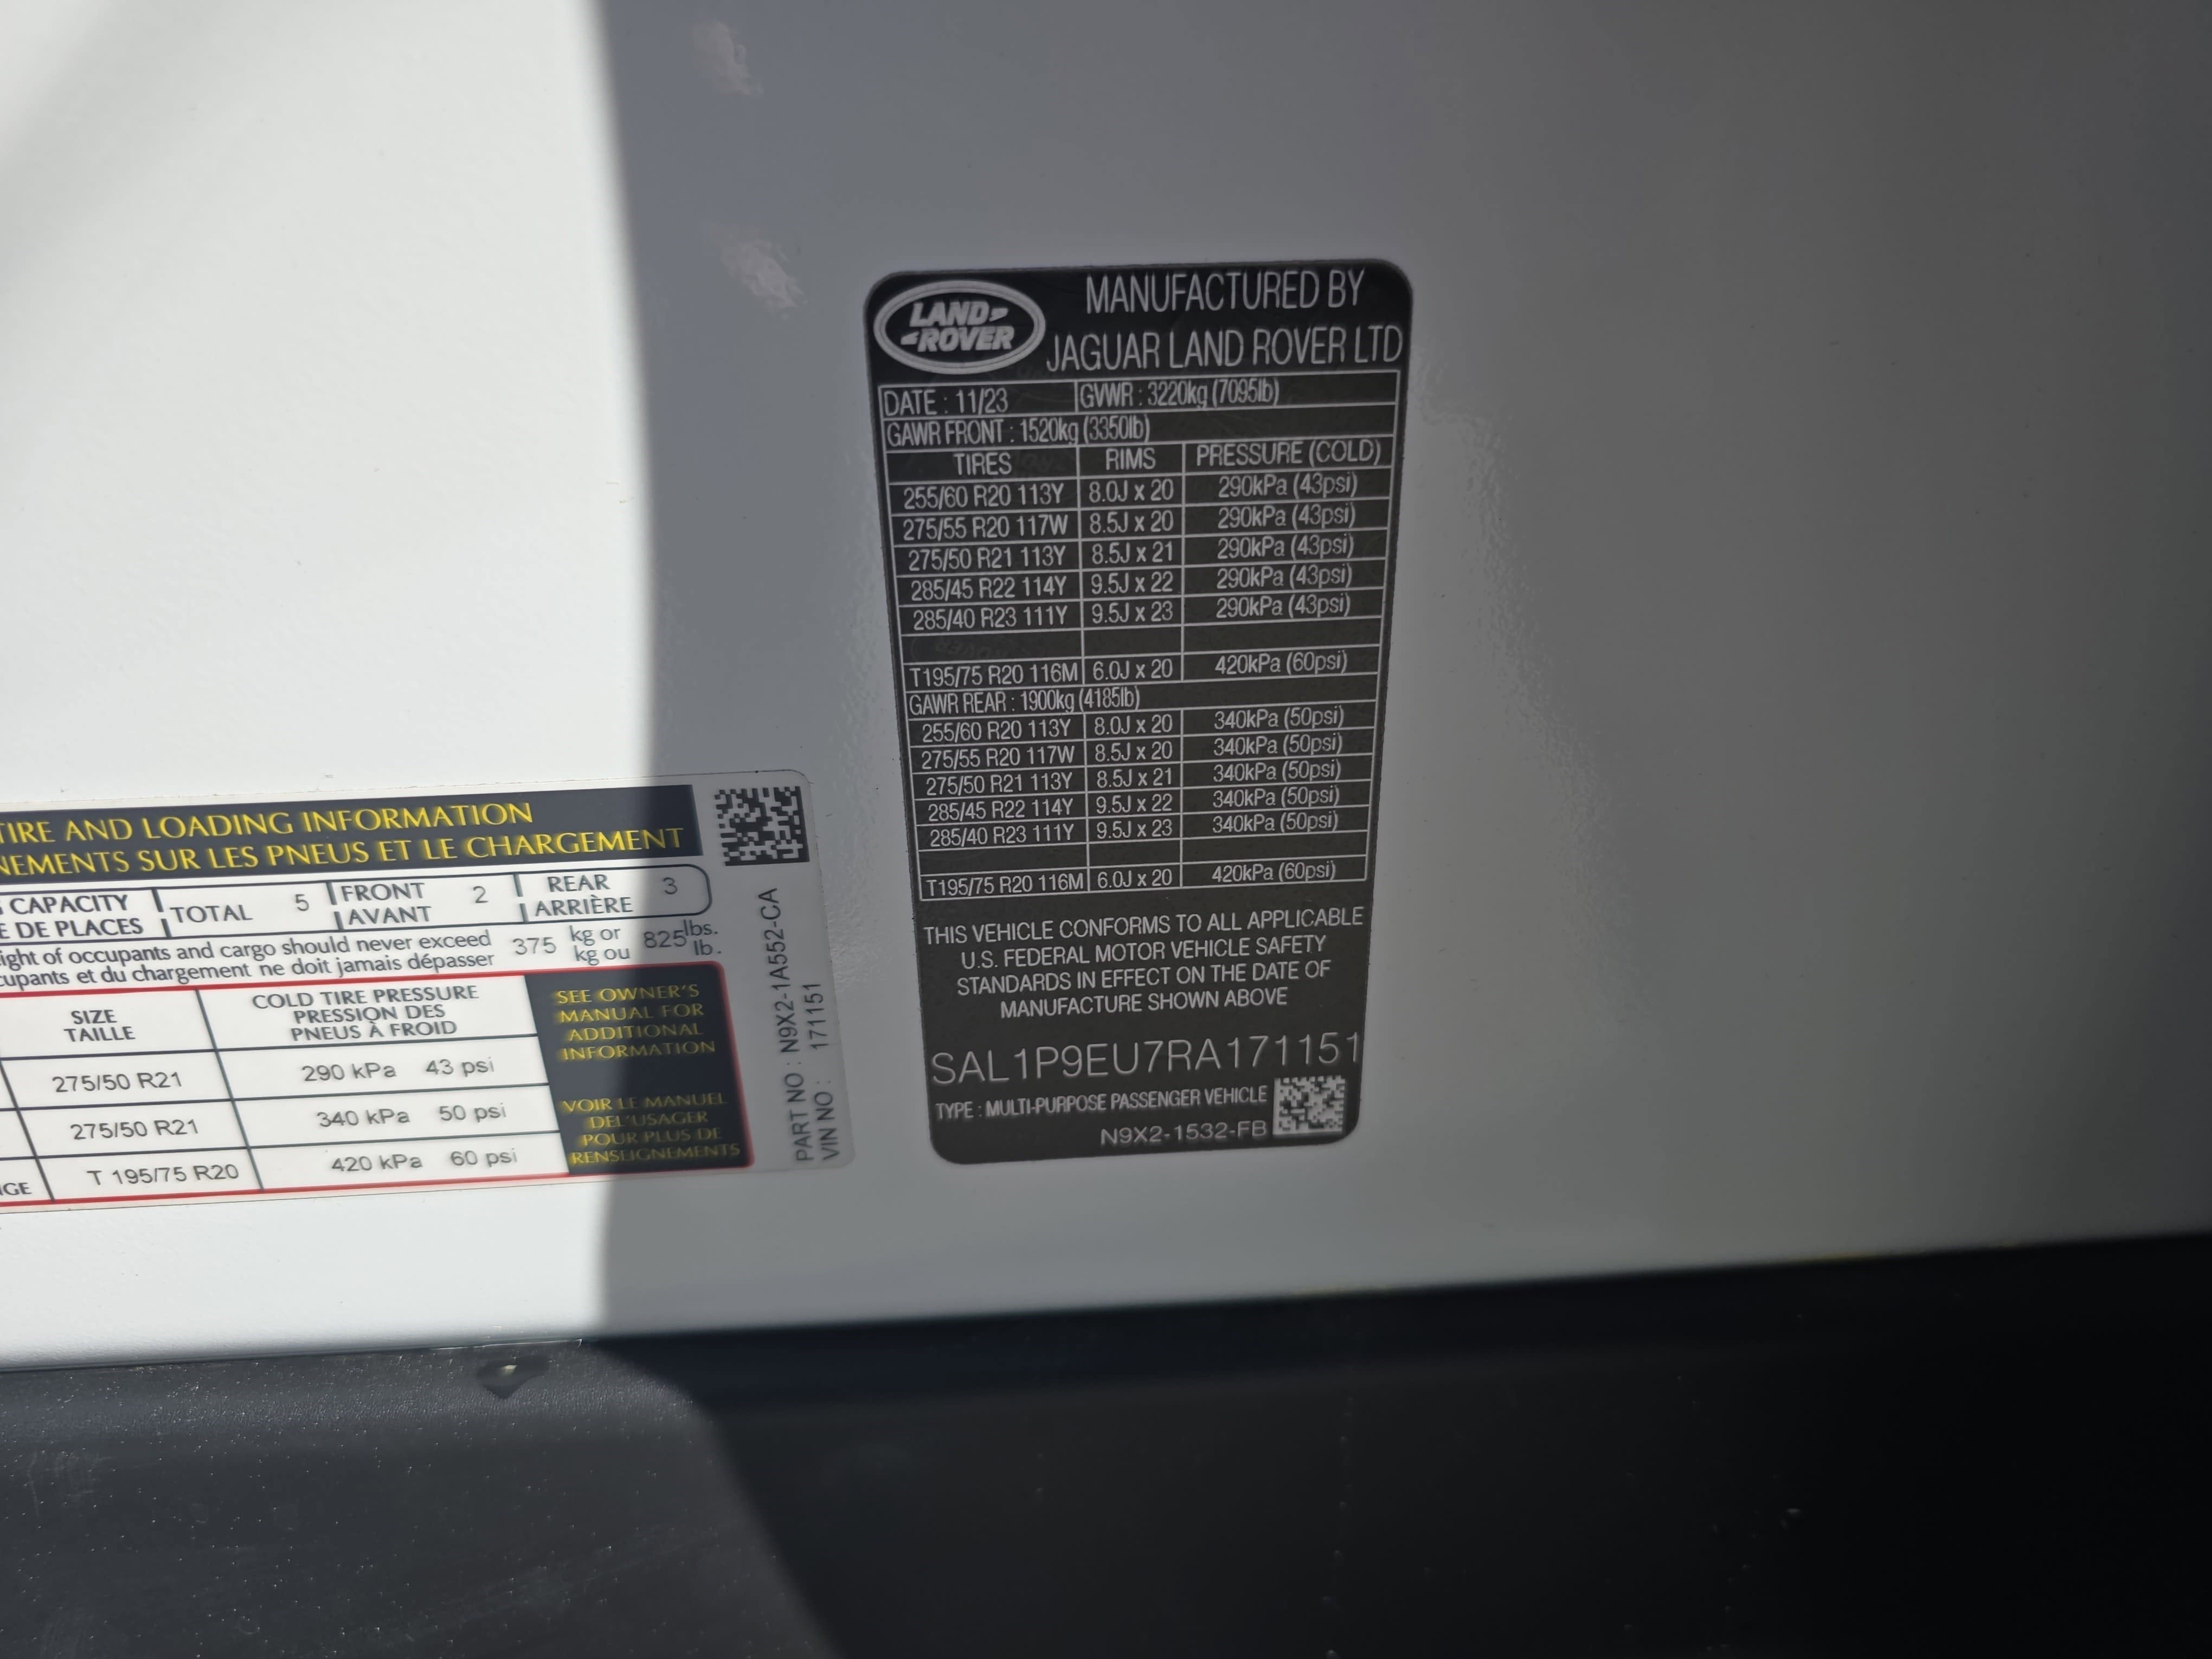 LAND ROVER
MANUFACTURED BY
JAGUAR LAND ROVER LTD
DATE : 11/23 GVWR : 3220kg (7095lb)
GAWR FRONT : 1520kg (3350lb)
TIRES RIMS PRESSURE (COLD)
255/60 R20 113Y 8.0J x 20 290kPa (43psi)
275/55 R20 117W 8.5J x 20 290kPa (43psi)
275/50 R21 113Y 8.5J x 21 290kPa (43psi)
285/45 R22 114Y 9.5J x 22 290kPa (43psi)
285/40 R23 111Y 9.5J x 23 290kPa (43psi)
T195/75 R20 116M 6.0J x 20 420kPa (60psi)
GAWR REAR : 1900kg (4185lb)
255/60 R20 113Y 8.0J x 20 340kPa (50psi)
275/55 R20 117W 8.5J x 20 340kPa (50psi)
275/50 R21 113Y 8.5J x 21 340kPa (50psi)
285/45 R22 114Y 9.5J x 22 340kPa (50psi)
285/40 R23 111Y 9.5J x 23 340kPa (50psi)
T195/75 R20 116M 6.0J x 20 420kPa (60psi)
THIS VEHICLE CONFORMS TO ALL APPLICABLE
U.S. FEDERAL MOTOR VEHICLE SAFETY
STANDARDS IN EFFECT ON THE DATE OF
MANUFACTURE SHOWN ABOVE
SAL1P9EU7RA171151
TYPE : MULTI-PURPOSE PASSENGER VEHICLE
N9X2-1532-FB
TIRE AND LOADING INFORMATION
NEMENTS SUR LES PNEUS ET LE CHARGEMENT
CAPACITY TOTAL 5 FRONT 2 REAR 3
E DE PLACES AVANT ARRIÈRE
ight of occupants and cargo should never exceed 375 kg or 825 lbs.
cupants et du chargement ne doit jamais dépasser kg ou lb.
SIZE
TAILLE
COLD TIRE PRESSURE
PRESSION DES
PNEUS À FROID
275/50 R21 290 kPa 43 psi
275/50 R21 340 kPa 50 psi
GE T 195/75 R20 420 kPa 60 psi
SEE OWNER'S
MANUAL FOR
ADDITIONAL
INFORMATION
VOIR LE MANUEL
DEL'USAGER
POUR PLUS DE
RENSEIGNEMENTS
PART NO : N9X2-1A552-CA
VIN NO : 171151